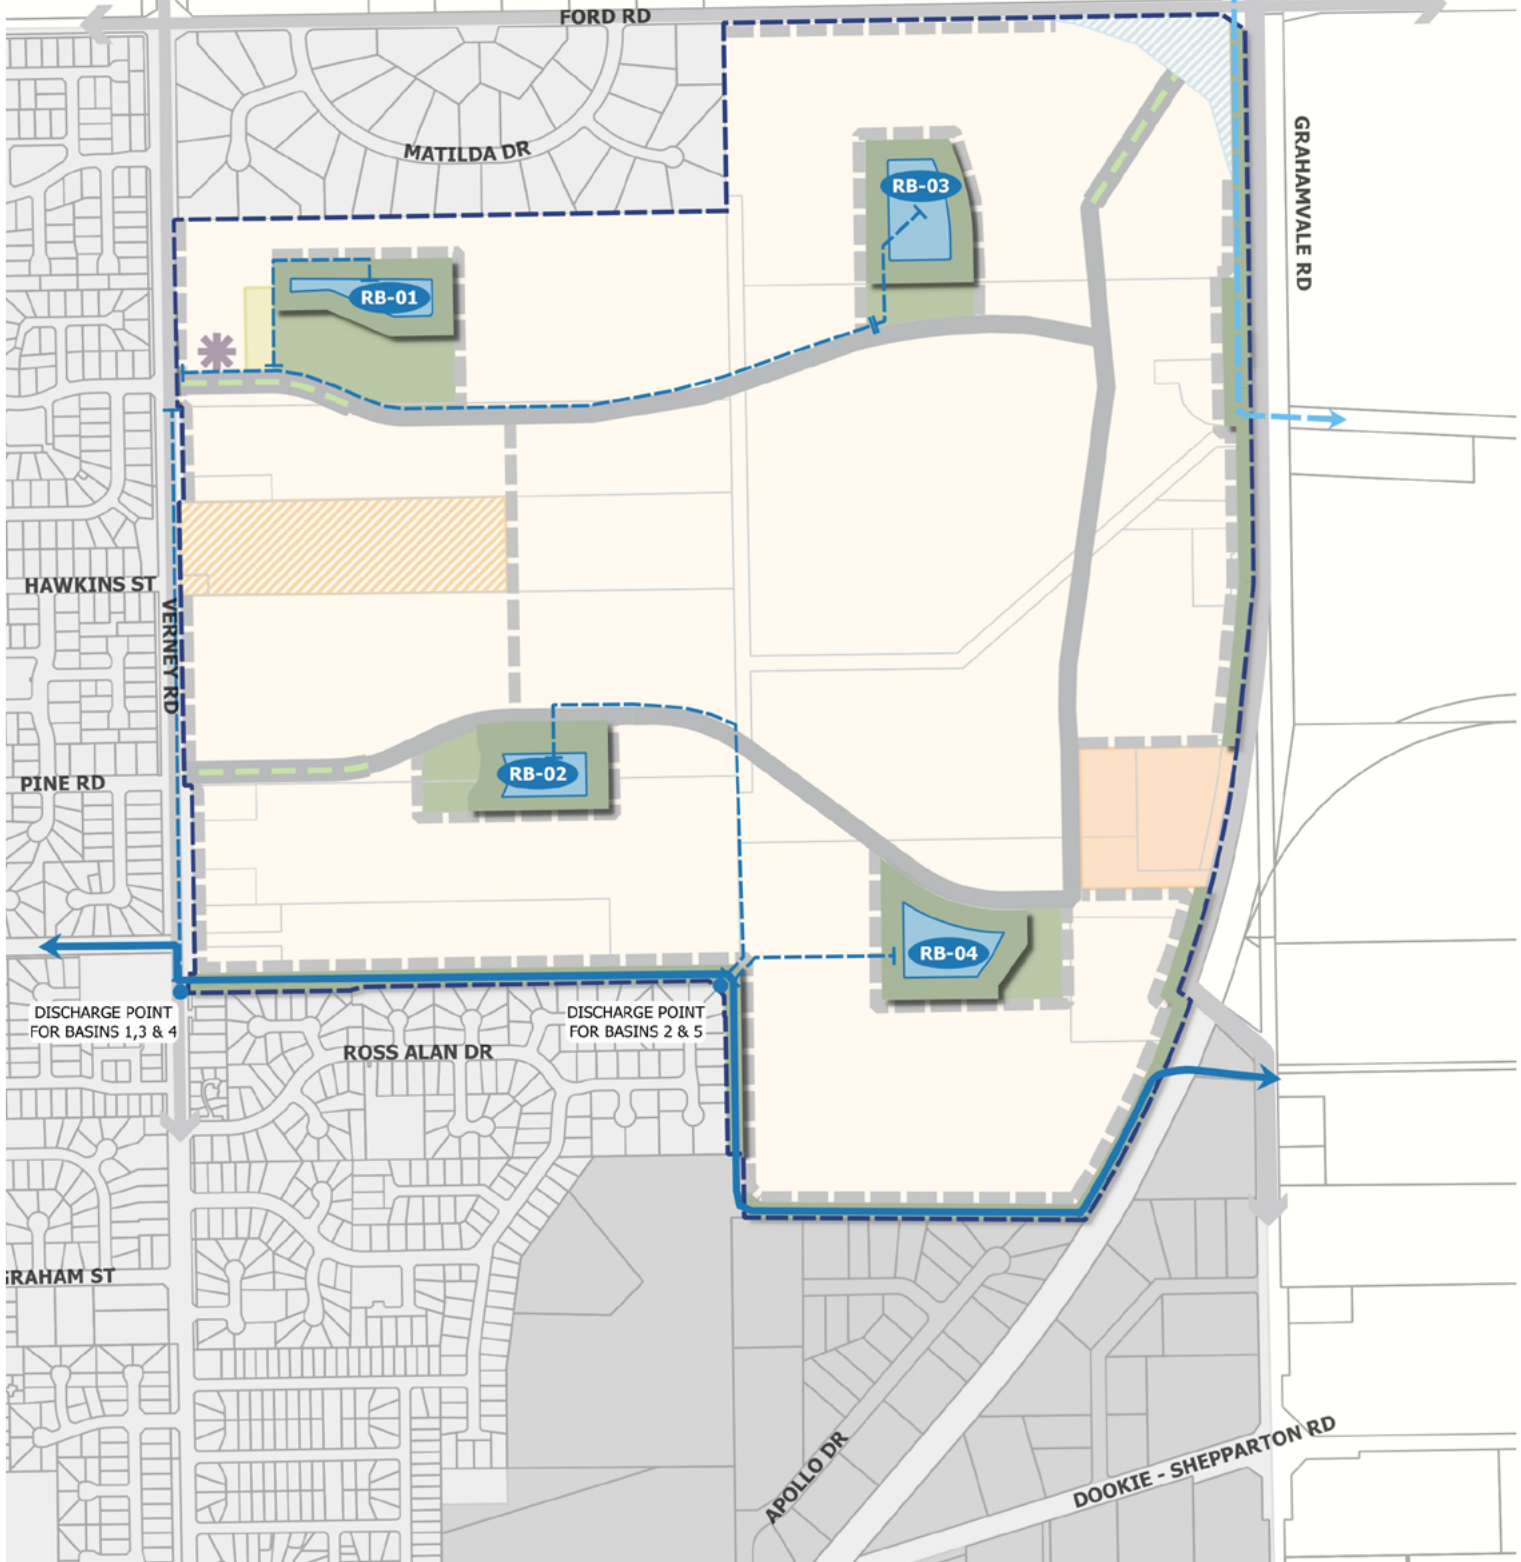 FORD RD
MATILDA DR
GRAHAMVALE RD
RB-03
RB-01
HAWKINS ST
VERNEY RD
PINE RD
RB-02
RB-04
DISCHARGE POINT
FOR BASINS 1,3 & 4
DISCHARGE POINT
FOR BASINS 2 & 5
ROSS ALAN DR
GRAHAM ST
APOLLO DR
DOOKIE - SHEPPARTON RD